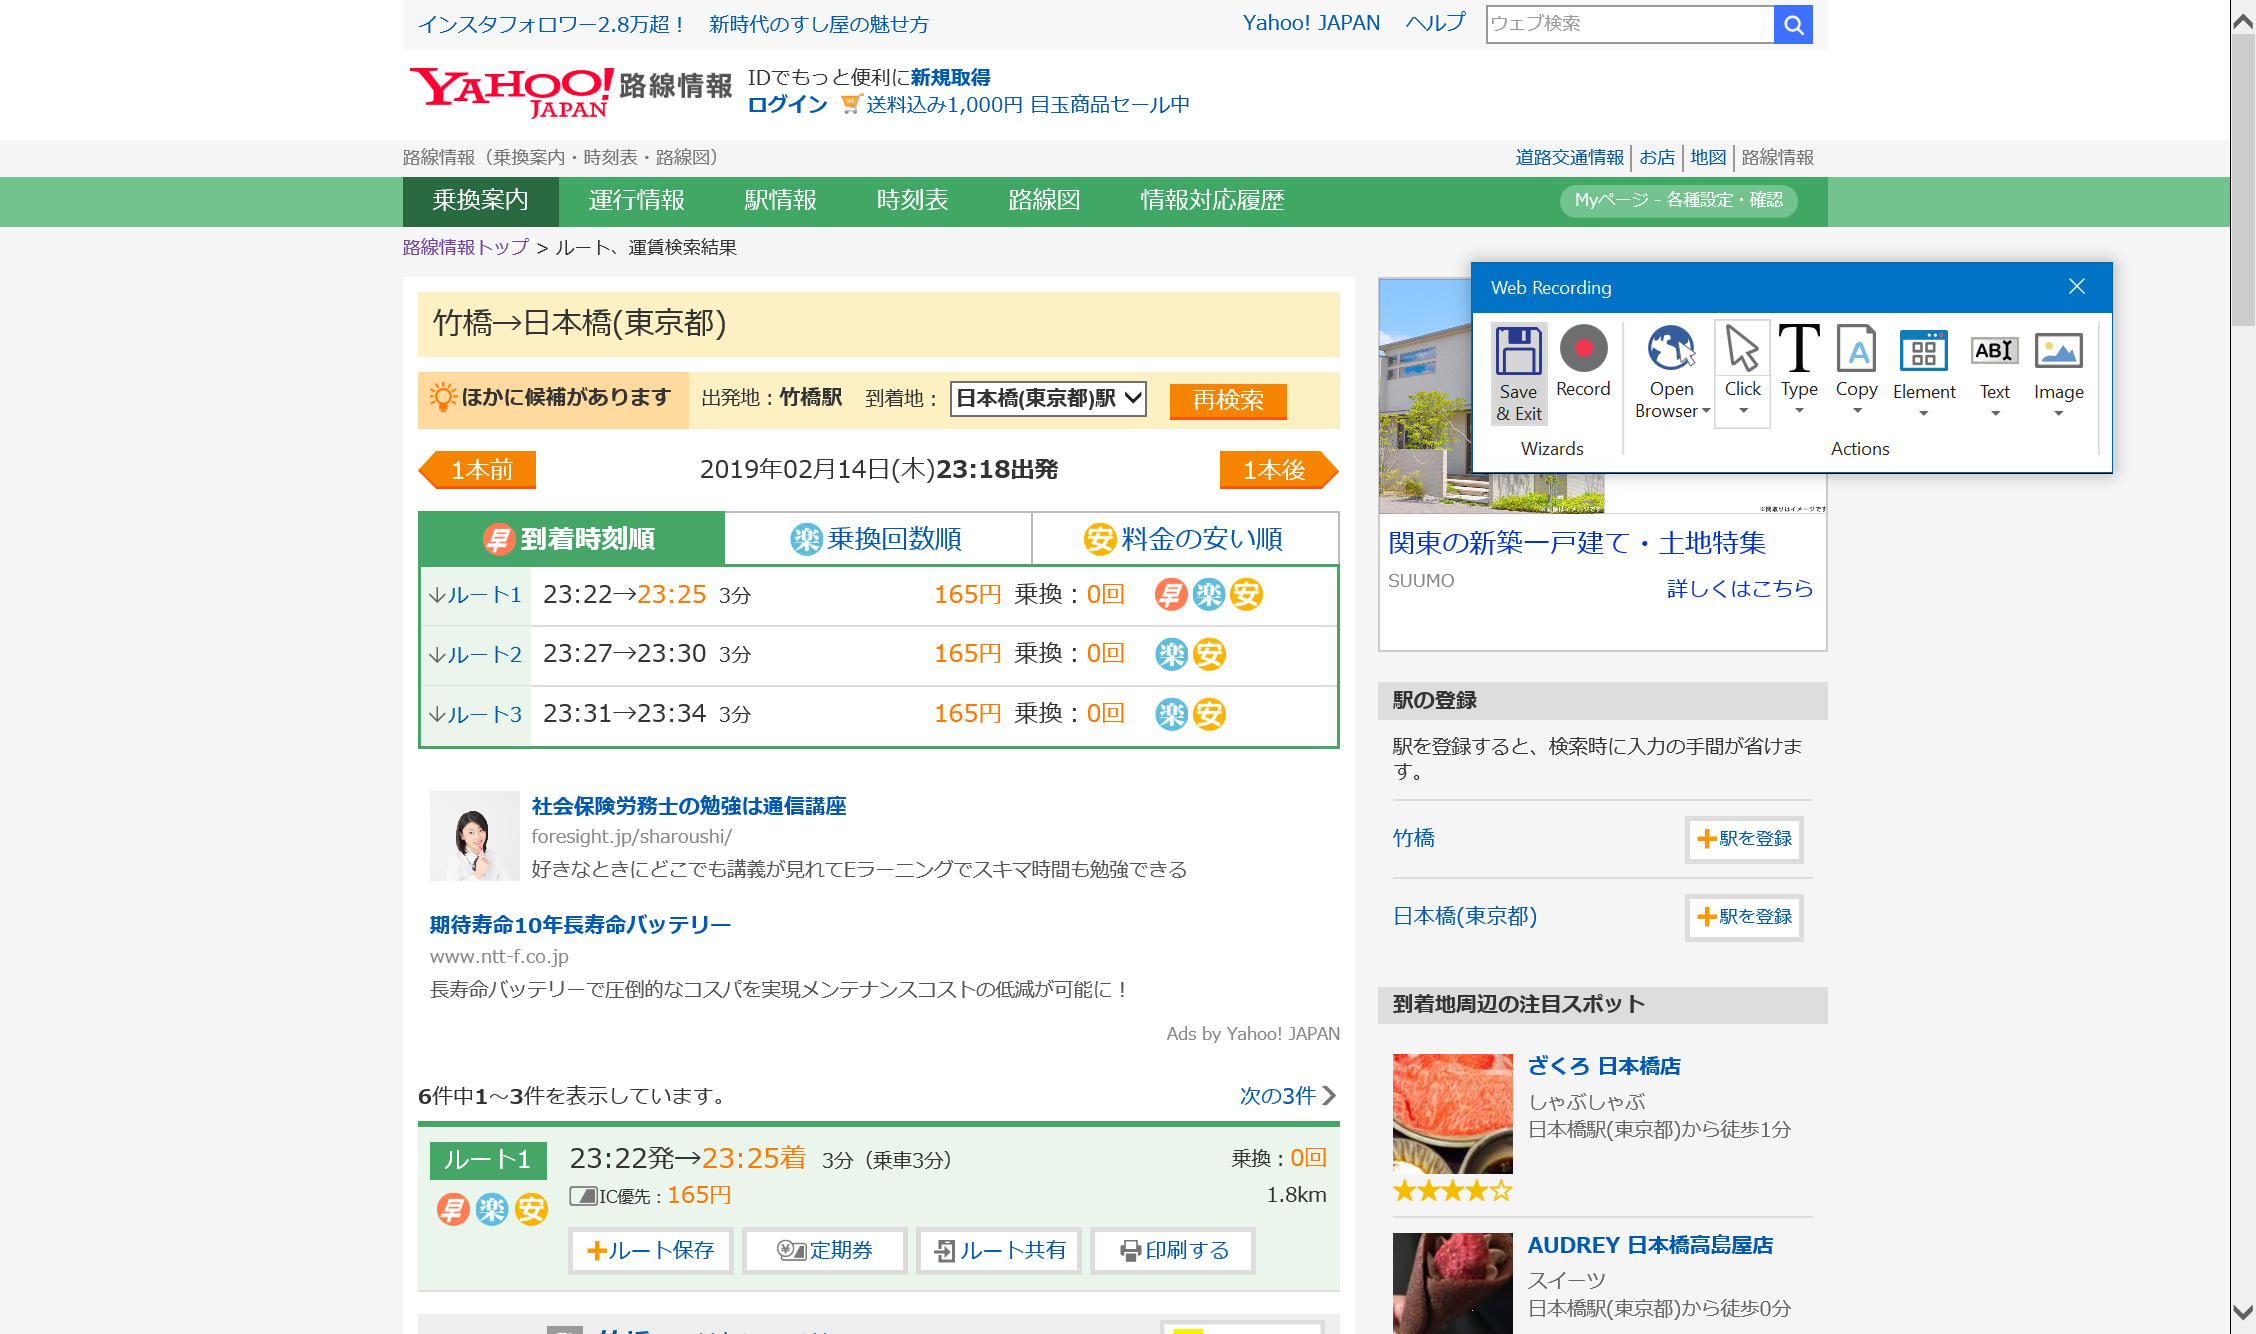 インスタフォロワー2.8万超！　新時代のすし屋の魅せ方
Yahoo! JAPAN ヘルプ ウェブ検索
YAHOO! JAPAN 路線情報
IDでもっと便利に新規取得
ログイン 送料込み1,000円 目玉商品セール中
路線情報（乗換案内・時刻表・路線図）
道路交通情報 お店 地図 路線情報
乗換案内 運行情報 駅情報 時刻表 路線図 情報対応履歴 Myページ - 各種設定・確認
路線情報トップ > ルート、運賃検索結果
竹橋→日本橋(東京都)
ほかに候補があります 出発地：竹橋駅 到着地： 日本橋(東京都)駅 再検索
1本前 2019年02月14日(木)23:18出発 1本後
早 到着時刻順 楽 乗換回数順 安 料金の安い順
↓ルート1 23:22→23:25 3分 165円 乗換：0回 早 楽 安
↓ルート2 23:27→23:30 3分 165円 乗換：0回 楽 安
↓ルート3 23:31→23:34 3分 165円 乗換：0回 楽 安
社会保険労務士の勉強は通信講座
foresight.jp/sharoushi/
好きなときにどこでも講義が見れてEラーニングでスキマ時間も勉強できる
期待寿命10年長寿命バッテリー
www.ntt-f.co.jp
長寿命バッテリーで圧倒的なコスパを実現メンテナンスコストの低減が可能に！
Ads by Yahoo! JAPAN
6件中1～3件を表示しています。 次の3件
ルート1 23:22発→23:25着 3分（乗車3分） 乗換：0回
早 楽 安 IC優先：165円 1.8km
ルート保存 定期券 ルート共有 印刷する
Web Recording
Save & Exit
Record
Open Browser
Click
Type
Copy
Element
Text
Image
Wizards Actions
ABI
A
※間取りはイメージです
関東の新築一戸建て・土地特集
SUUMO
詳しくはこちら
駅の登録
駅を登録すると、検索時に入力の手間が省けま
す。
竹橋 駅を登録
日本橋(東京都) 駅を登録
到着地周辺の注目スポット
ざくろ 日本橋店
しゃぶしゃぶ
日本橋駅(東京都)から徒歩1分
AUDREY 日本橋高島屋店
スイーツ
日本橋駅(東京都)から徒歩0分